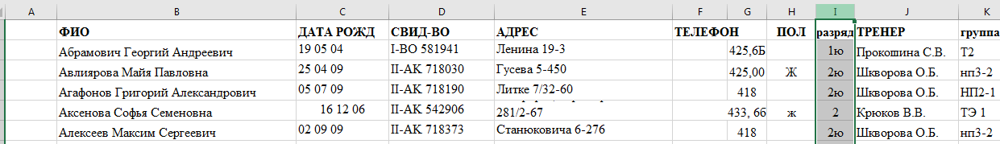 A B C D E F G H I J K
ФИО ДАТА РОЖД СВИД-ВО АДРЕС ТЕЛЕФОН ПОЛ разряд ТРЕНЕР группа
Абрамович Георгий Андреевич 19 05 04 I-ВО 581941 Ленина 19-3 425,6Б 1ю Прокопина С.В. Т2
Авлиярова Майя Павловна 25 04 09 II-АК 718030 Гусева 5-450 425,00 Ж 2ю Шкворова О.Б. нп3-2
Агафонов Григорий Александрович 05 07 09 II-АК 718190 Литке 7/32-60 418 2ю Шкворова О.Б. НП2-1
Аксенова Софья Семеновна 16 12 06 II-АК 542906 281/2-67 433, 66 ж 2 Крюков В.В. ТЭ 1
Алексеев Максим Сергеевич 02 09 09 II-АК 718373 Станюковича 6-276 418 2ю Шкворова О.Б. нп3-2